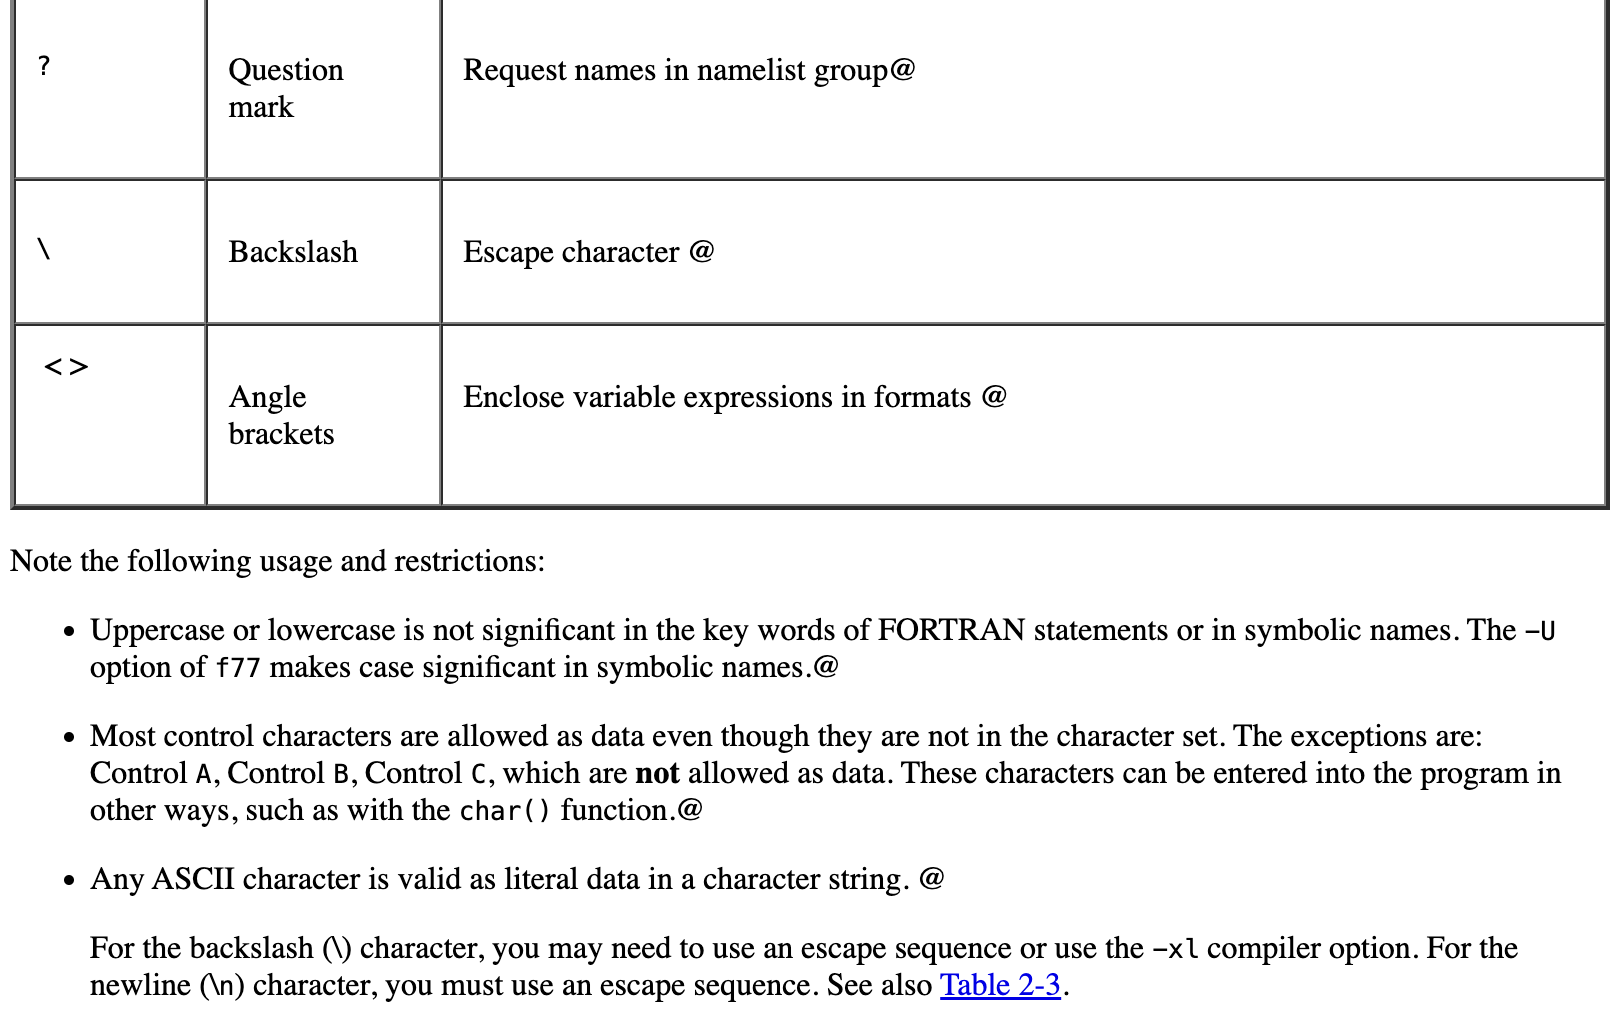 ?
Question
mark
Request names in namelist group@
\
Backslash
Escape character @
<>
Angle
brackets
Enclose variable expressions in formats @
Note the following usage and restrictions:
• Uppercase or lowercase is not significant in the key words of FORTRAN statements or in symbolic names. The –U
option of f77 makes case significant in symbolic names.@
• Most control characters are allowed as data even though they are not in the character set. The exceptions are:
Control A, Control B, Control C, which are not allowed as data. These characters can be entered into the program in
other ways, such as with the char() function.@
• Any ASCII character is valid as literal data in a character string. @
For the backslash (\) character, you may need to use an escape sequence or use the –xl compiler option. For the
newline (\n) character, you must use an escape sequence. See also Table 2-3.